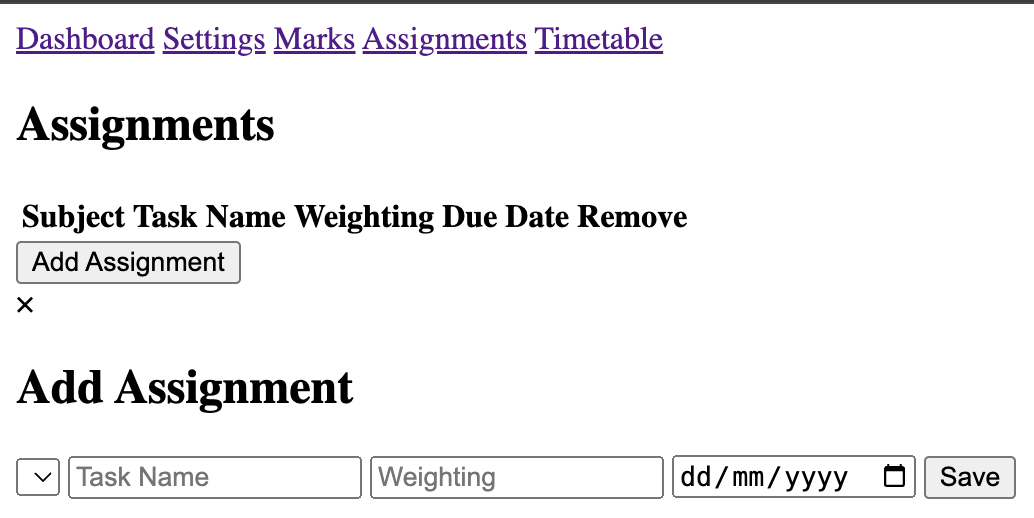 Dashboard Settings Marks Assignments Timetable
Assignments
Subject Task Name Weighting Due Date Remove
Add Assignment
×
Add Assignment
Task Name Weighting dd/mm/yyyy Save